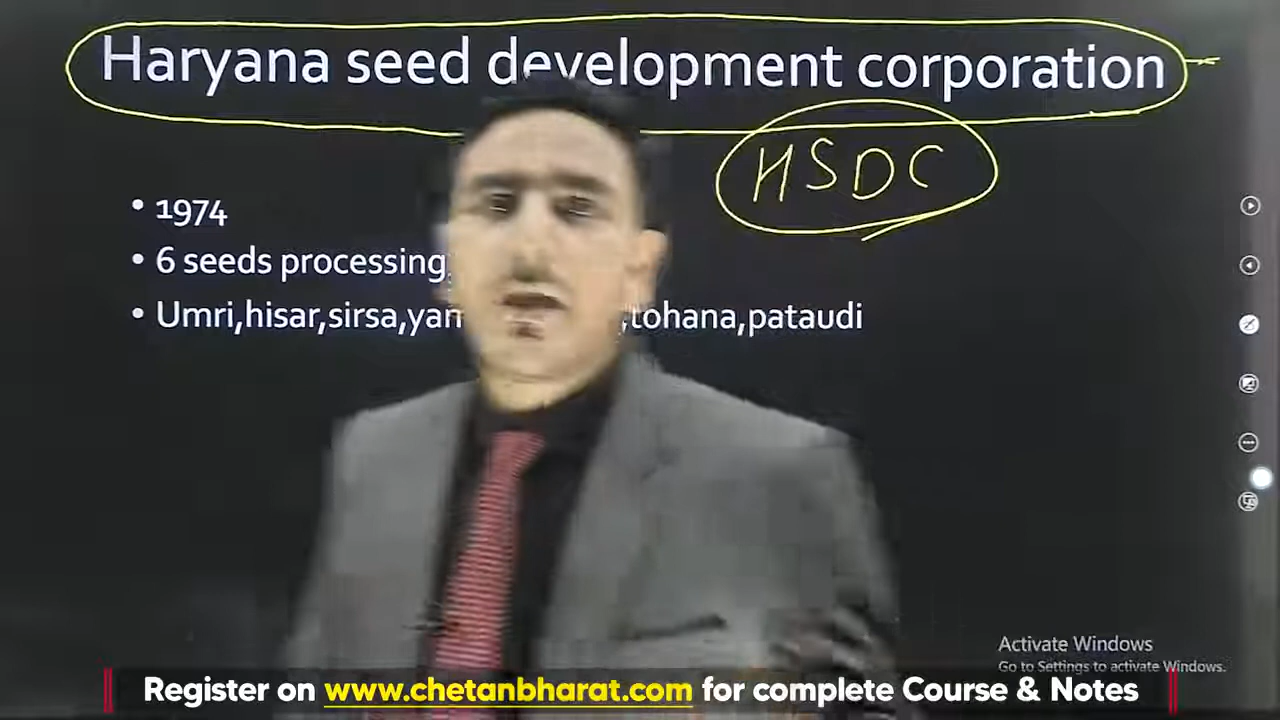 Haryana seed development corporation
HSDC
• 1974
• 6 seeds processing
• Umri,hisar,sirsa,yam ,tohana,pataudi
Activate Windows
Go to Settings to activate Windows.
Register on www.chetanbharat.com for complete Course & Notes